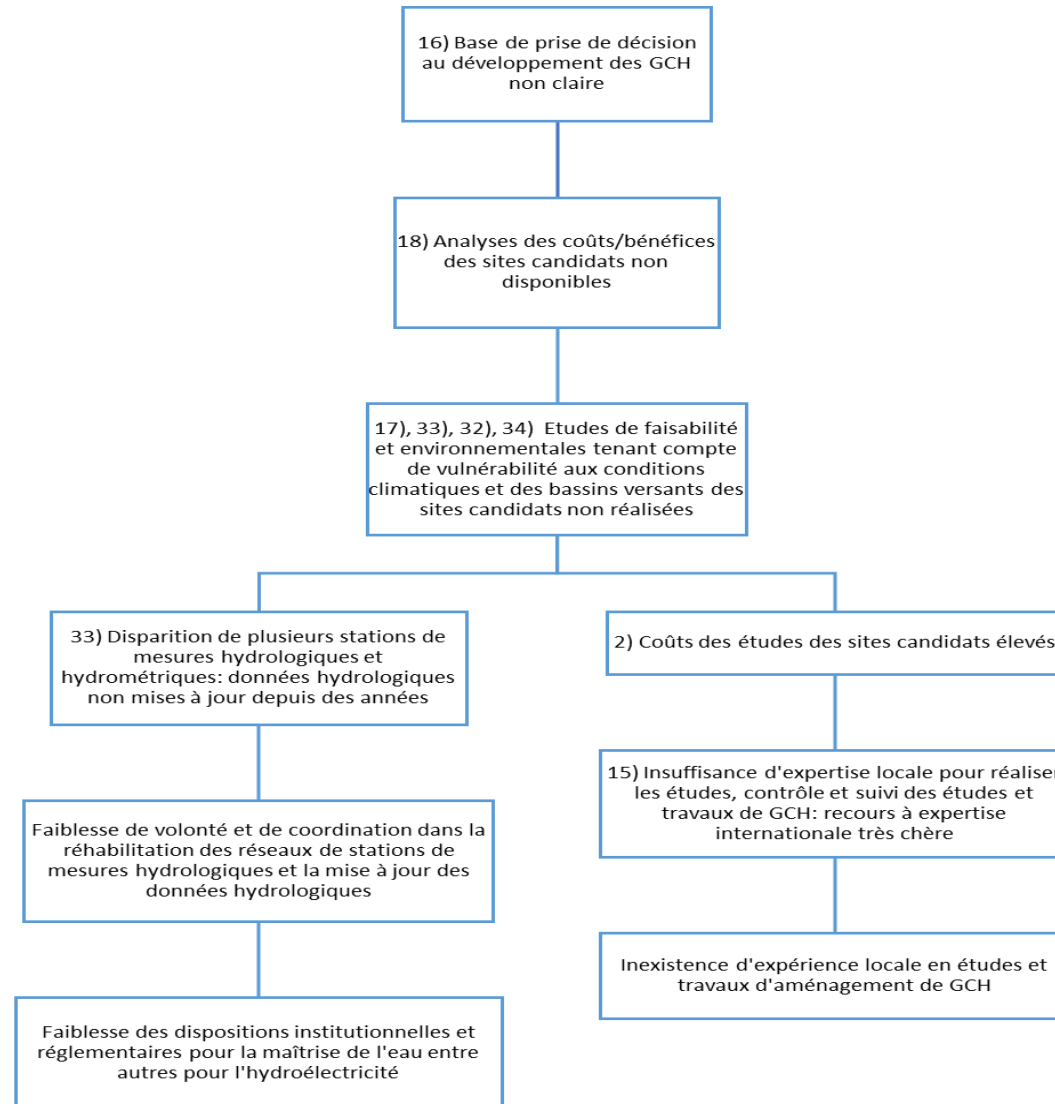 16) Base de prise de décision
au développement des GCH
non claire
18) Analyses des coûts/bénéfices
des sites candidats non
disponibles
17), 33), 32), 34)  Etudes de faisabilité
et environnementales tenant compte
de vulnérabilité aux conditions
climatiques et des bassins versants des
sites candidats non réalisées
33) Disparition de plusieurs stations de
mesures hydrologiques et
hydrométriques: données hydrologiques
non mises à jour depuis des années
Faiblesse de volonté et de coordination dans la
réhabilitation des réseaux de stations de
mesures hydrologiques et la mise à jour des
données hydrologiques
Faiblesse des dispositions institutionnelles et
réglementaires pour la maîtrise de l'eau entre
autres pour l'hydroélectricité
2) Coûts des études des sites candidats élevés
15) Insuffisance d'expertise locale pour réaliser
les études, contrôle et suivi des études et
travaux de GCH: recours à expertise
internationale très chère
Inexistence d'expérience locale en études et
travaux d'aménagement de GCH